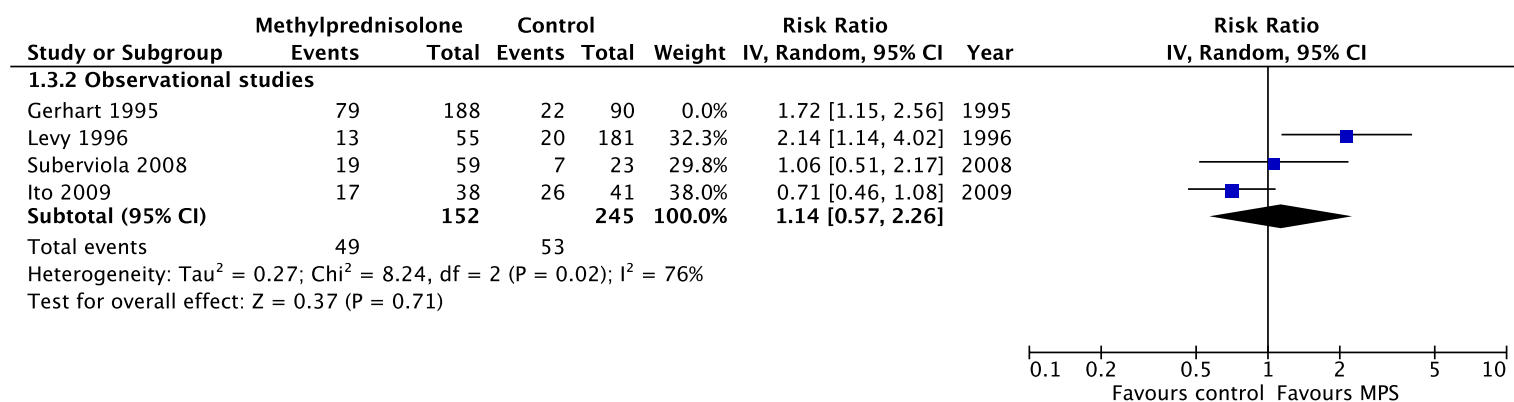 Methylprednisolone Control Risk Ratio Risk Ratio
Study or Subgroup Events Total Events Total Weight IV, Random, 95% CI Year IV, Random, 95% CI
1.3.2 Observational studies
Gerhart 1995 79 188 22 90 0.0% 1.72 [1.15, 2.56] 1995
Levy 1996 13 55 20 181 32.3% 2.14 [1.14, 4.02] 1996
Suberviola 2008 19 59 7 23 29.8% 1.06 [0.51, 2.17] 2008
Ito 2009 17 38 26 41 38.0% 0.71 [0.46, 1.08] 2009
Subtotal (95% CI) 152 245 100.0% 1.14 [0.57, 2.26]
Total events 49 53
Heterogeneity: Tau² = 0.27; Chi² = 8.24, df = 2 (P = 0.02); I² = 76%
Test for overall effect: Z = 0.37 (P = 0.71)
0.1 0.2 0.5 1 2 5 10
Favours control Favours MPS